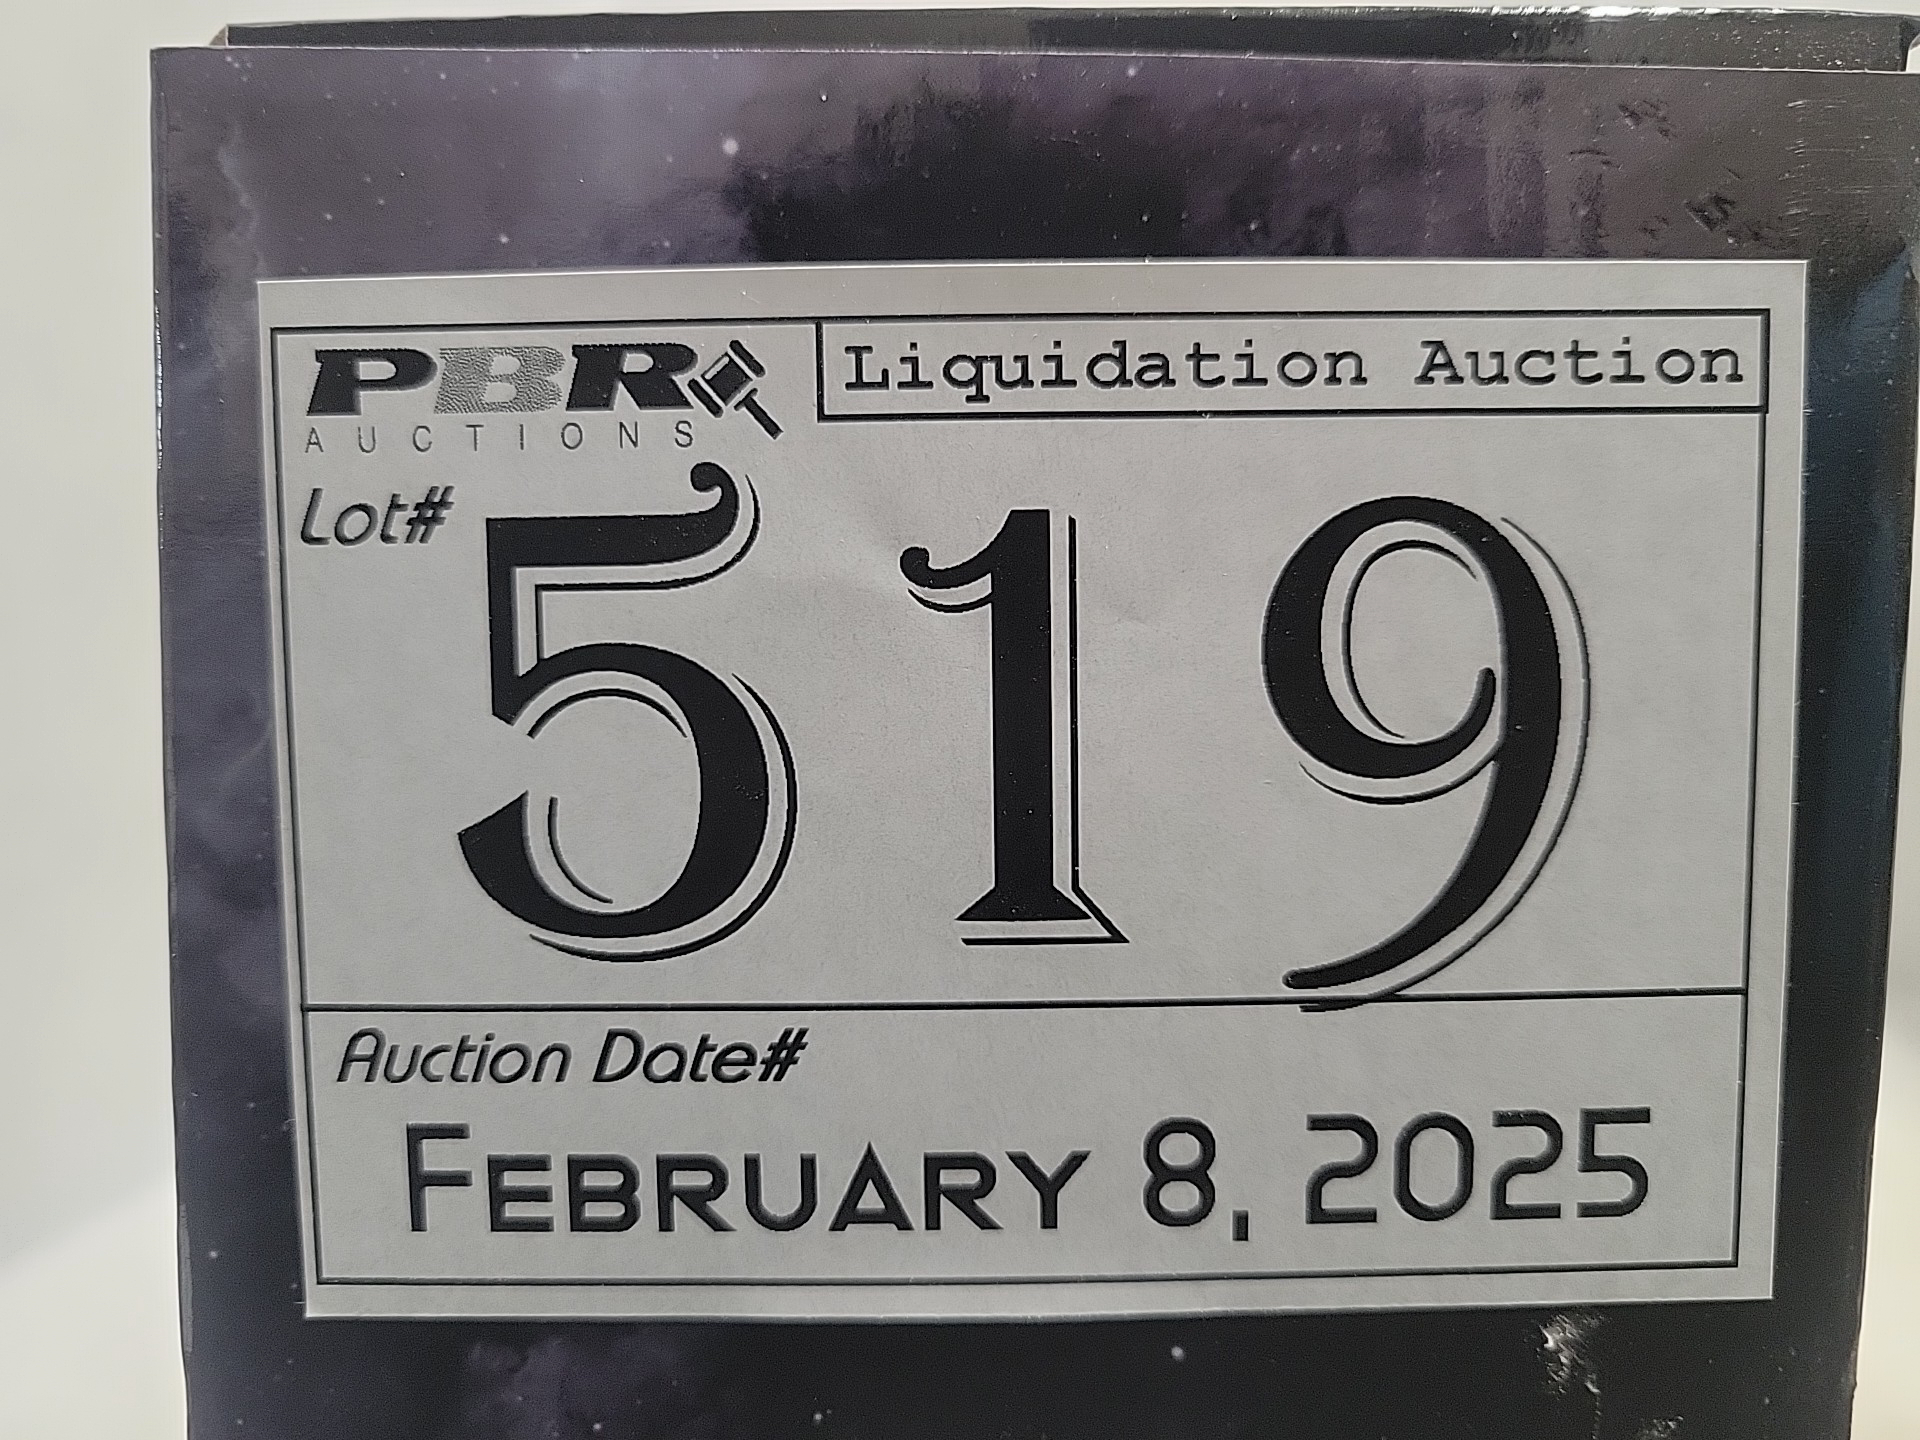 PBR
AUCTIONS
Liquidation Auction
Lot#
519
Auction Date#
FEBRUARY 8, 2025